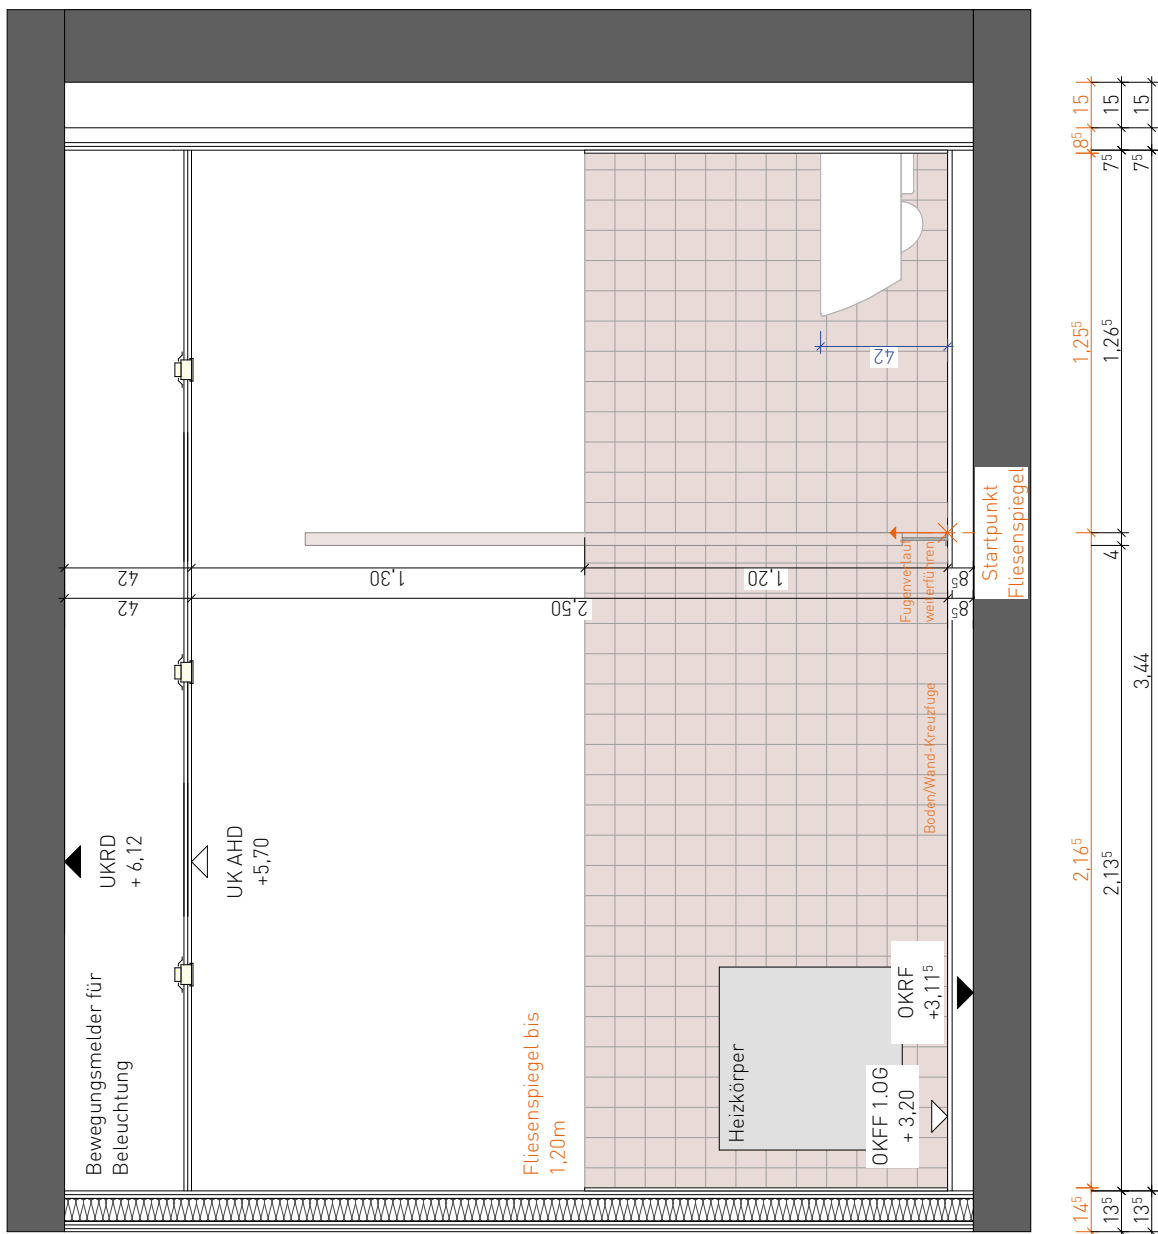 Bewegungsmelder für
Beleuchtung
UKRD
+ 6,12
UKAHD
+5,70
Fliesenspiegel bis
1,20m
Heizkörper
OKFF 1.OG
+ 3,20
OKRF
+3,11⁵
Boden/Wand-Kreuzfuge
Fugenverlauf
weiterführen
Startpunkt
Fliesenspiegel
42
1,30
1,20
8⁵
42
2,50
8⁵
42
14⁵
2,16⁵
1,25⁵
8⁵
15
13⁵
2,13⁵
4
1,26⁵
7⁵
15
13⁵
3,44
7⁵
15